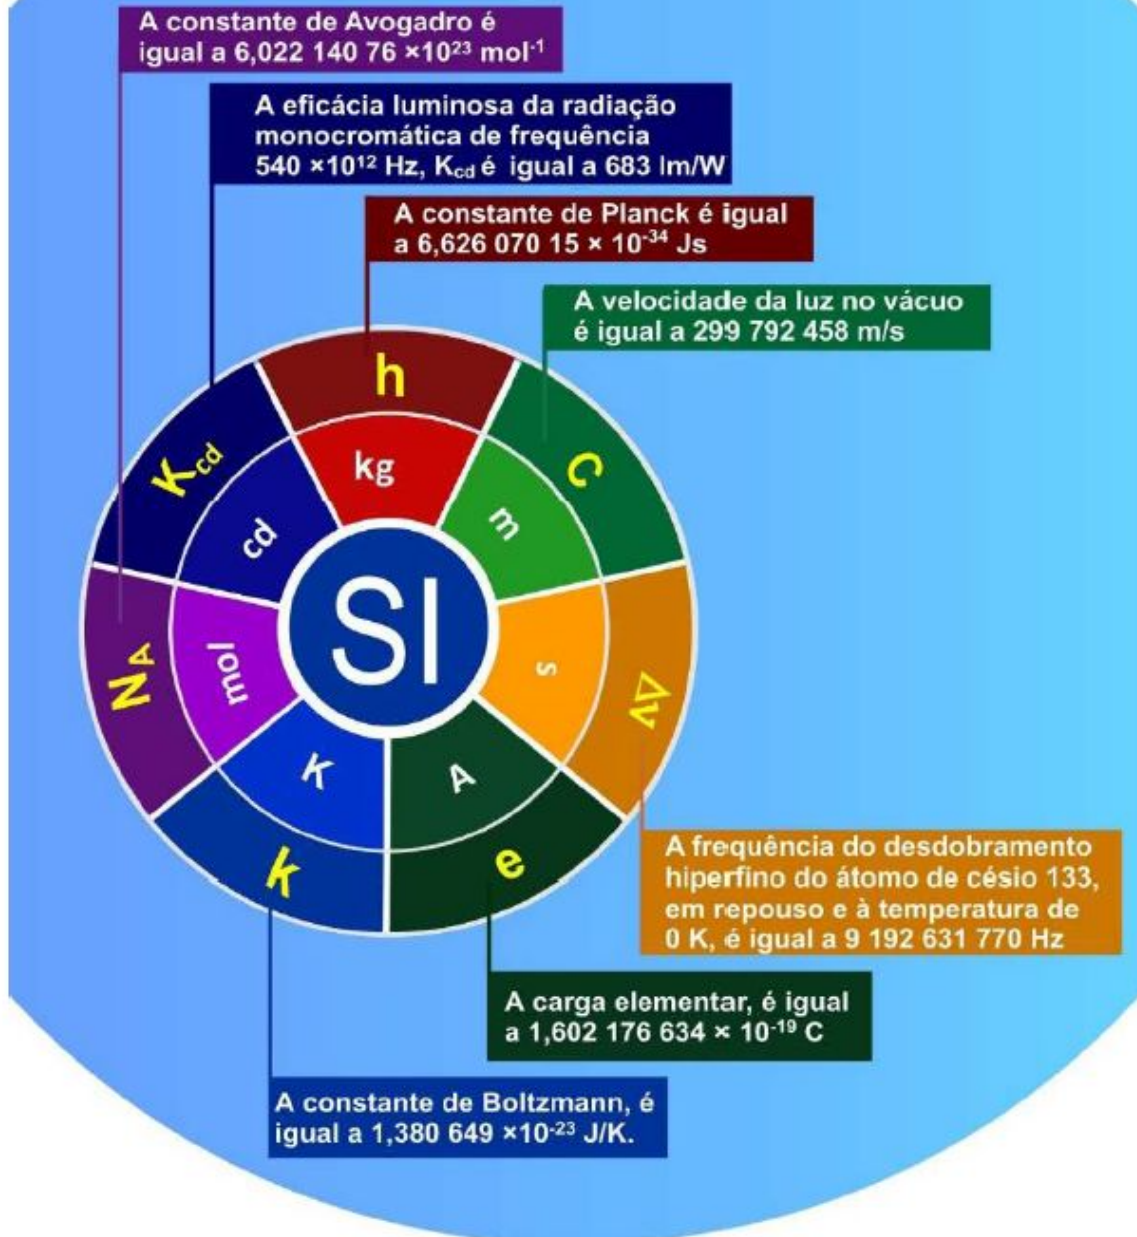 A constante de Avogadro é
igual a 6,022 140 76 ×10²³ mol⁻¹
A eficácia luminosa da radiação
monocromática de frequência
540 ×10¹² Hz, Kcd é igual a 683 lm/W
A constante de Planck é igual
a 6,626 070 15 × 10⁻³⁴ Js
A velocidade da luz no vácuo
é igual a 299 792 458 m/s
h
kg
Kcd
cd
C
m
SI
NA
mol
s
Δν
K
A
k
e
A frequência do desdobramento
hiperfino do átomo de césio 133,
em repouso e à temperatura de
0 K, é igual a 9 192 631 770 Hz
A carga elementar, é igual
a 1,602 176 634 × 10⁻¹⁹ C
A constante de Boltzmann, é
igual a 1,380 649 ×10⁻²³ J/K.